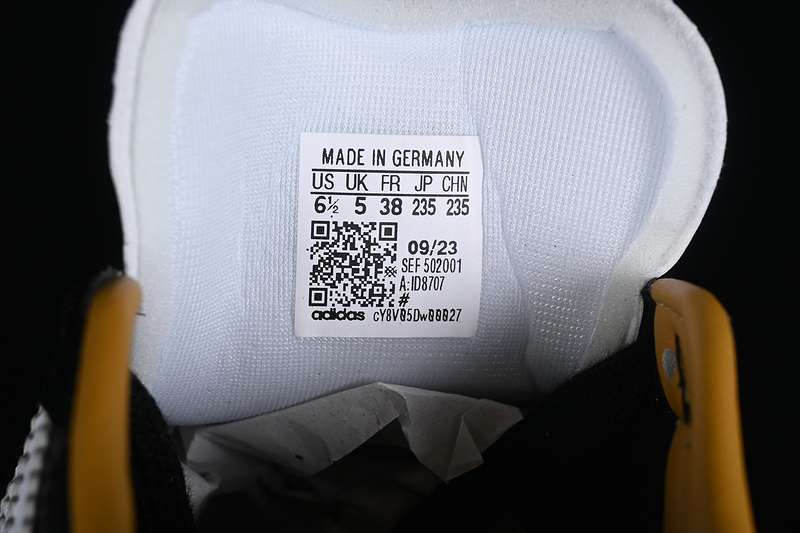 MADE IN GERMANY
US UK FR JP CHN
6½ 5 38 235 235
09/23
SEF 502001
A:ID8707
#
adidas cY8V05Dw00027